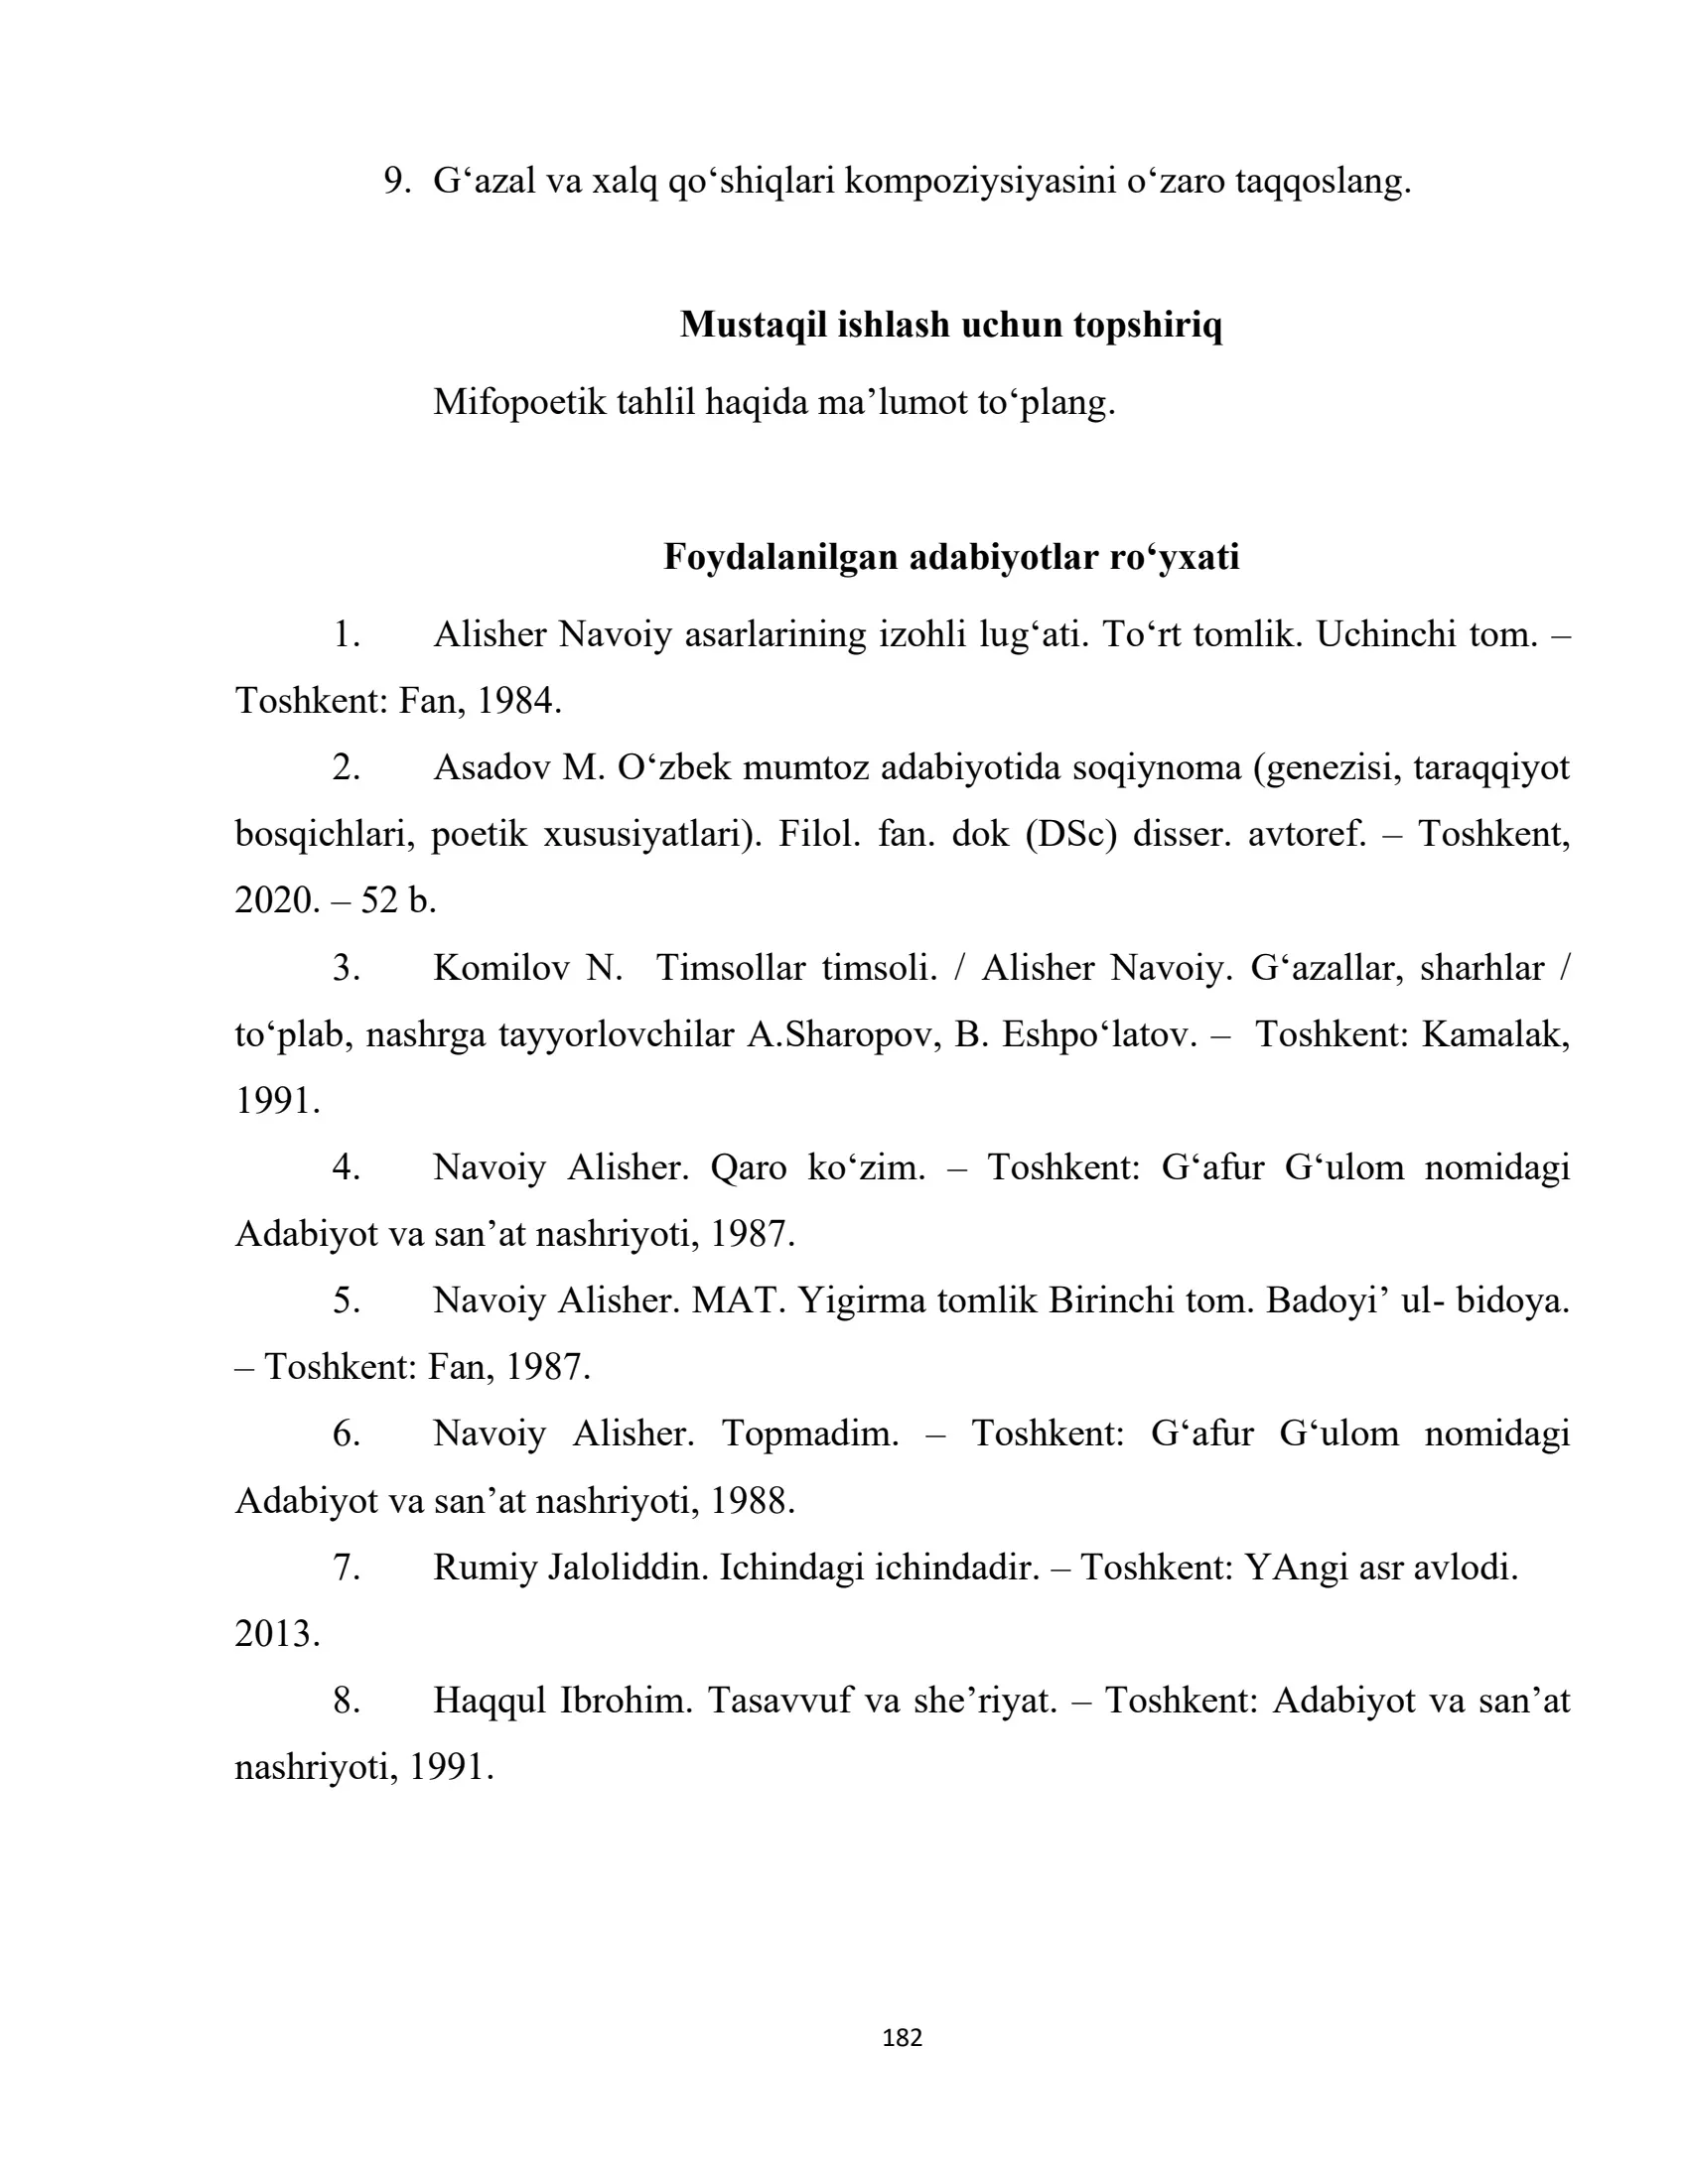 9. G‘azal va xalq qo‘shiqlari kompoziysiyasini o‘zaro taqqoslang.
Mustaqil ishlash uchun topshiriq
Mifopoetik tahlil haqida ma’lumot to‘plang.
Foydalanilgan adabiyotlar ro‘yxati
1. Alisher Navoiy asarlarining izohli lug‘ati. To‘rt tomlik. Uchinchi tom. –
Toshkent: Fan, 1984.
2. Asadov M. O‘zbek mumtoz adabiyotida soqiynoma (genezisi, taraqqiyot
bosqichlari, poetik xususiyatlari). Filol. fan. dok (DSc) disser. avtoref. – Toshkent,
2020. – 52 b.
3. Komilov N. Timsollar timsoli. / Alisher Navoiy. G‘azallar, sharhlar /
to‘plab, nashrga tayyorlovchilar A.Sharopov, B. Eshpo‘latov. – Toshkent: Kamalak,
1991.
4. Navoiy Alisher. Qaro ko‘zim. – Toshkent: G‘afur G‘ulom nomidagi
Adabiyot va san’at nashriyoti, 1987.
5. Navoiy Alisher. MAT. Yigirma tomlik Birinchi tom. Badoyi’ ul- bidoya.
– Toshkent: Fan, 1987.
6. Navoiy Alisher. Topmadim. – Toshkent: G‘afur G‘ulom nomidagi
Adabiyot va san’at nashriyoti, 1988.
7. Rumiy Jaloliddin. Ichindagi ichindadir. – Toshkent: YAngi asr avlodi.
2013.
8. Haqqul Ibrohim. Tasavvuf va she’riyat. – Toshkent: Adabiyot va san’at
nashriyoti, 1991.
182